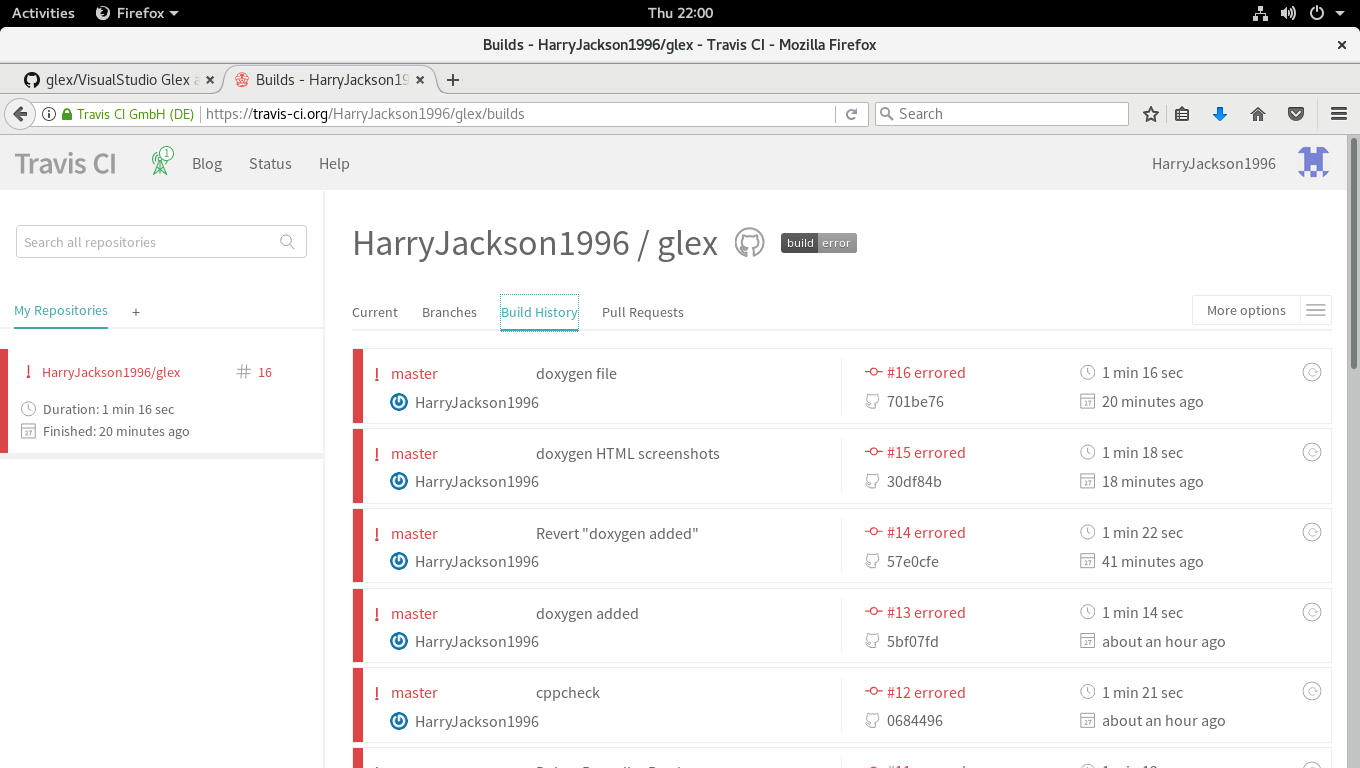 Activities Firefox Thu 22:00
Builds - HarryJackson1996/glex - Travis CI - Mozilla Firefox
glex/VisualStudio Glex Builds - HarryJackson19
Travis CI GmbH (DE) https://travis-ci.org/HarryJackson1996/glex/builds Search
Travis CI 1 Blog Status Help HarryJackson1996
Search all repositories
HarryJackson1996 / glex build error
My Repositories +
Current Branches Build History Pull Requests More options
HarryJackson1996/glex # 16
Duration: 1 min 16 sec
Finished: 20 minutes ago
! master doxygen file #16 errored 1 min 16 sec
HarryJackson1996 701be76 20 minutes ago
! master doxygen HTML screenshots #15 errored 1 min 18 sec
HarryJackson1996 30df84b 18 minutes ago
! master Revert "doxygen added" #14 errored 1 min 22 sec
HarryJackson1996 57e0cfe 41 minutes ago
! master doxygen added #13 errored 1 min 14 sec
HarryJackson1996 5bf07fd about an hour ago
! master cppcheck #12 errored 1 min 21 sec
HarryJackson1996 0684496 about an hour ago